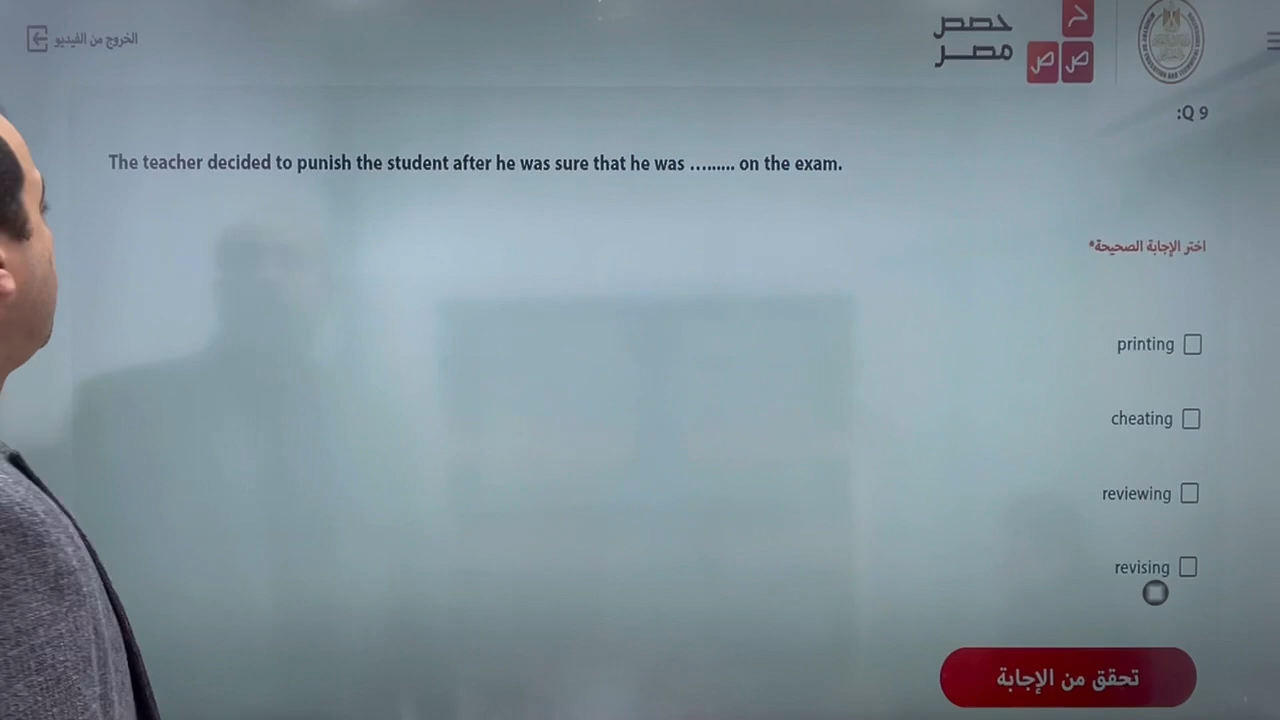 الخروج من الفيديو
حصص
مصر
ح
ص ص
:Q 9
The teacher decided to punish the student after he was sure that he was ......... on the exam.
اختر الإجابة الصحيحة*
printing
cheating
reviewing
revising
تحقق من الإجابة